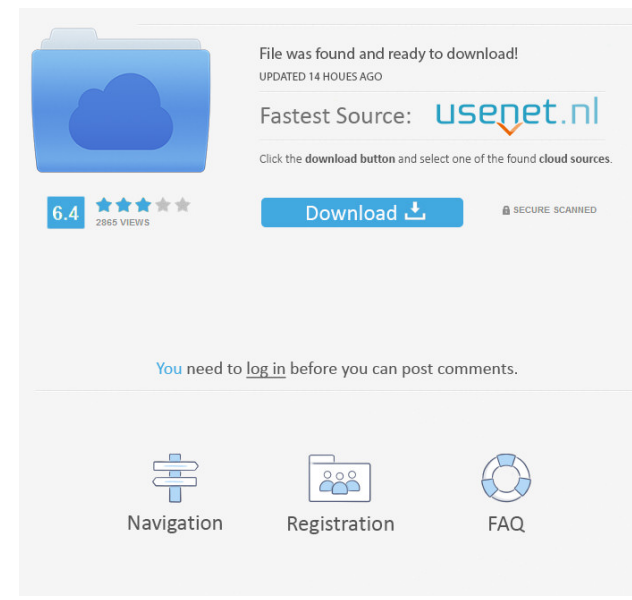 File was found and ready to download!
UPDATED 14 HOUES AGO
Fastest Source: usenet.nl
Click the download button and select one of the found cloud sources.
6.4
2865 VIEWS
Download
SECURE SCANNED
You need to log in before you can post comments.
Navigation
Registration
FAQ